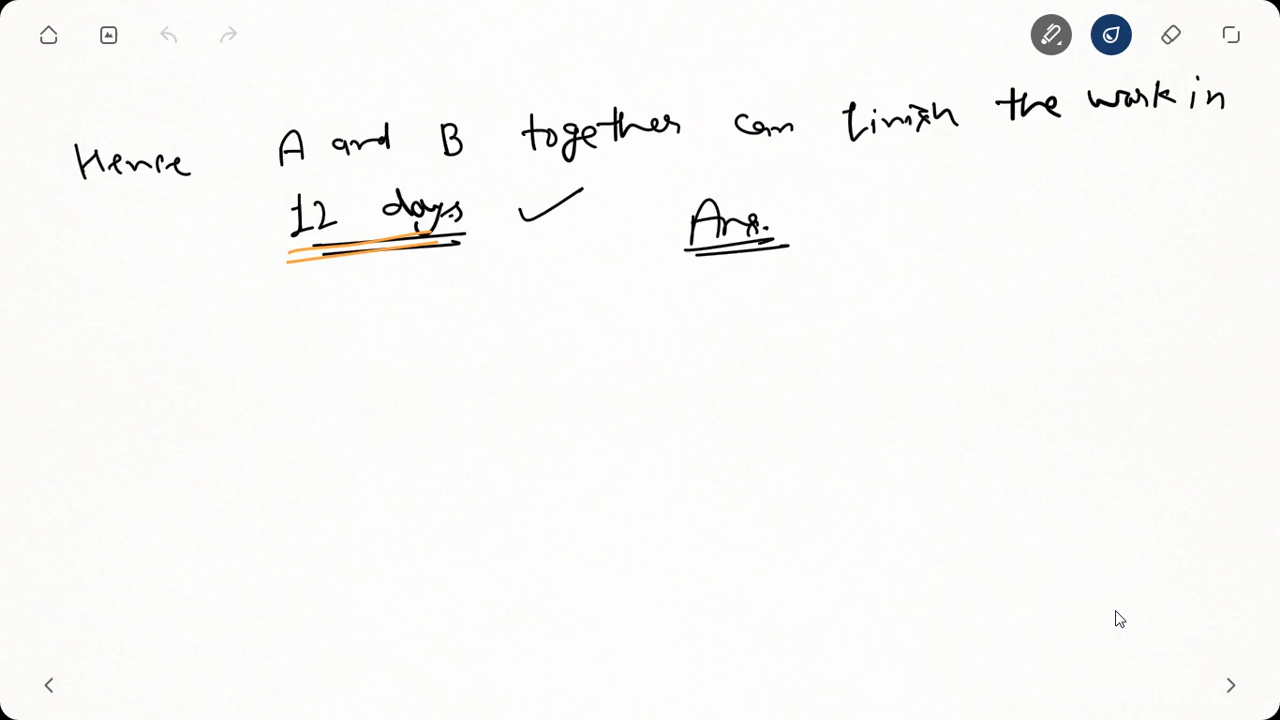 Hence A and B together can finish the work in
12 days ✓ Ans.